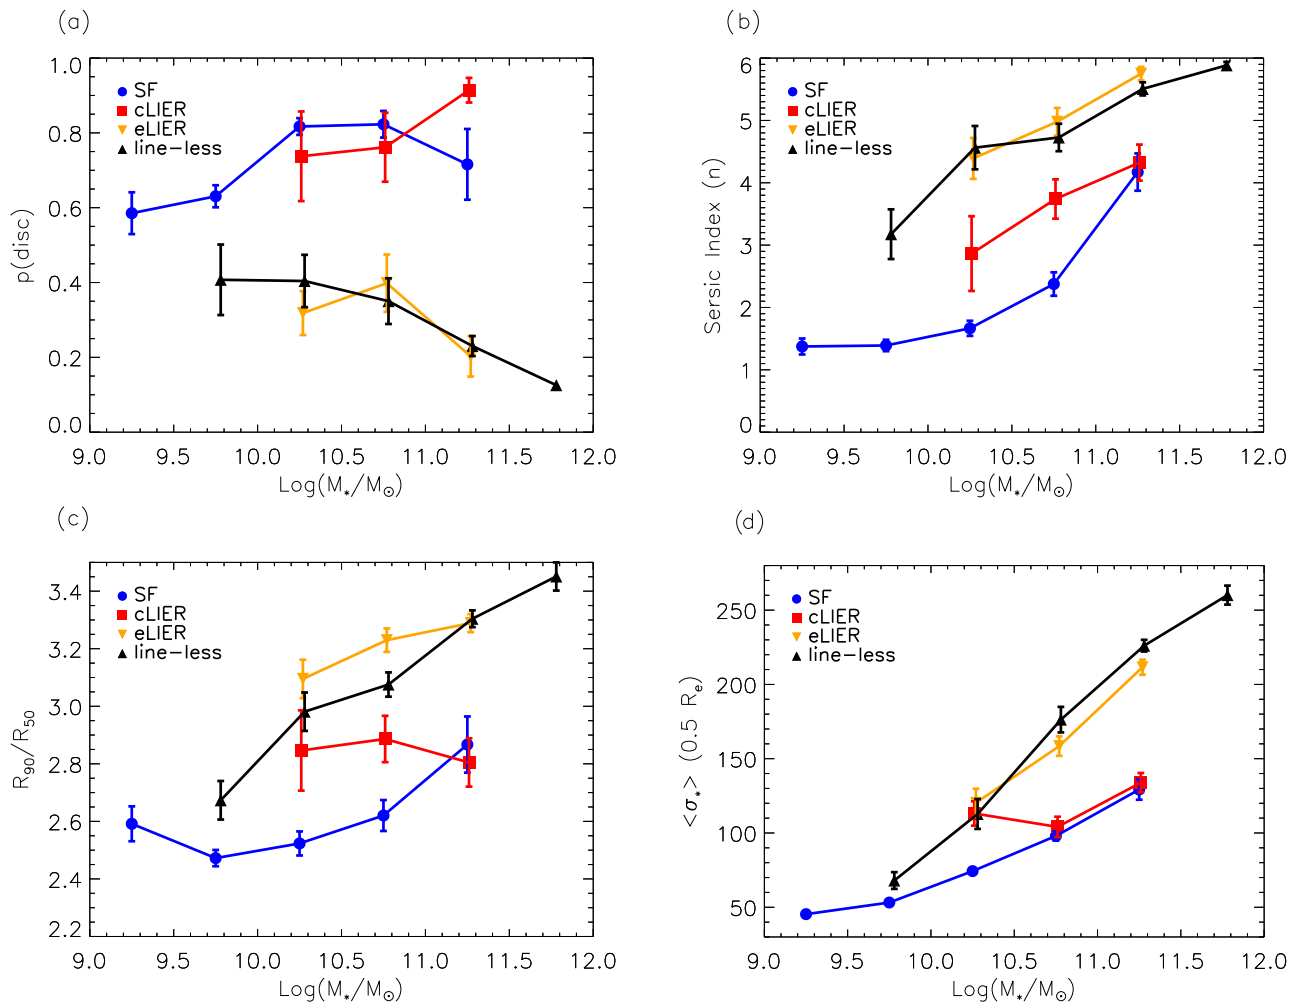 (a)
1.0
0.8
0.6
0.4
0.2
0.0
p(disc)
SF
cLIER
eLIER
line-less
9.0 9.5 10.0 10.5 11.0 11.5 12.0
Log(M*/M⊙)
(b)
6
5
4
3
2
1
0
Sersic Index (n)
SF
cLIER
eLIER
line-less
9.0 9.5 10.0 10.5 11.0 11.5 12.0
Log(M*/M⊙)
(c)
3.4
3.2
3.0
2.8
2.6
2.4
2.2
R90/R50
SF
cLIER
eLIER
line-less
9.0 9.5 10.0 10.5 11.0 11.5 12.0
Log(M*/M⊙)
(d)
250
200
150
100
50
<σ*> (0.5 Re)
SF
cLIER
eLIER
line-less
9.0 9.5 10.0 10.5 11.0 11.5 12.0
Log(M*/M⊙)